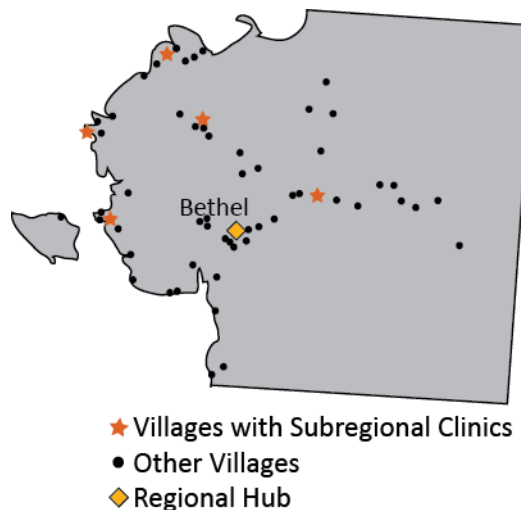 Bethel
Villages with Subregional Clinics
Other Villages
Regional Hub